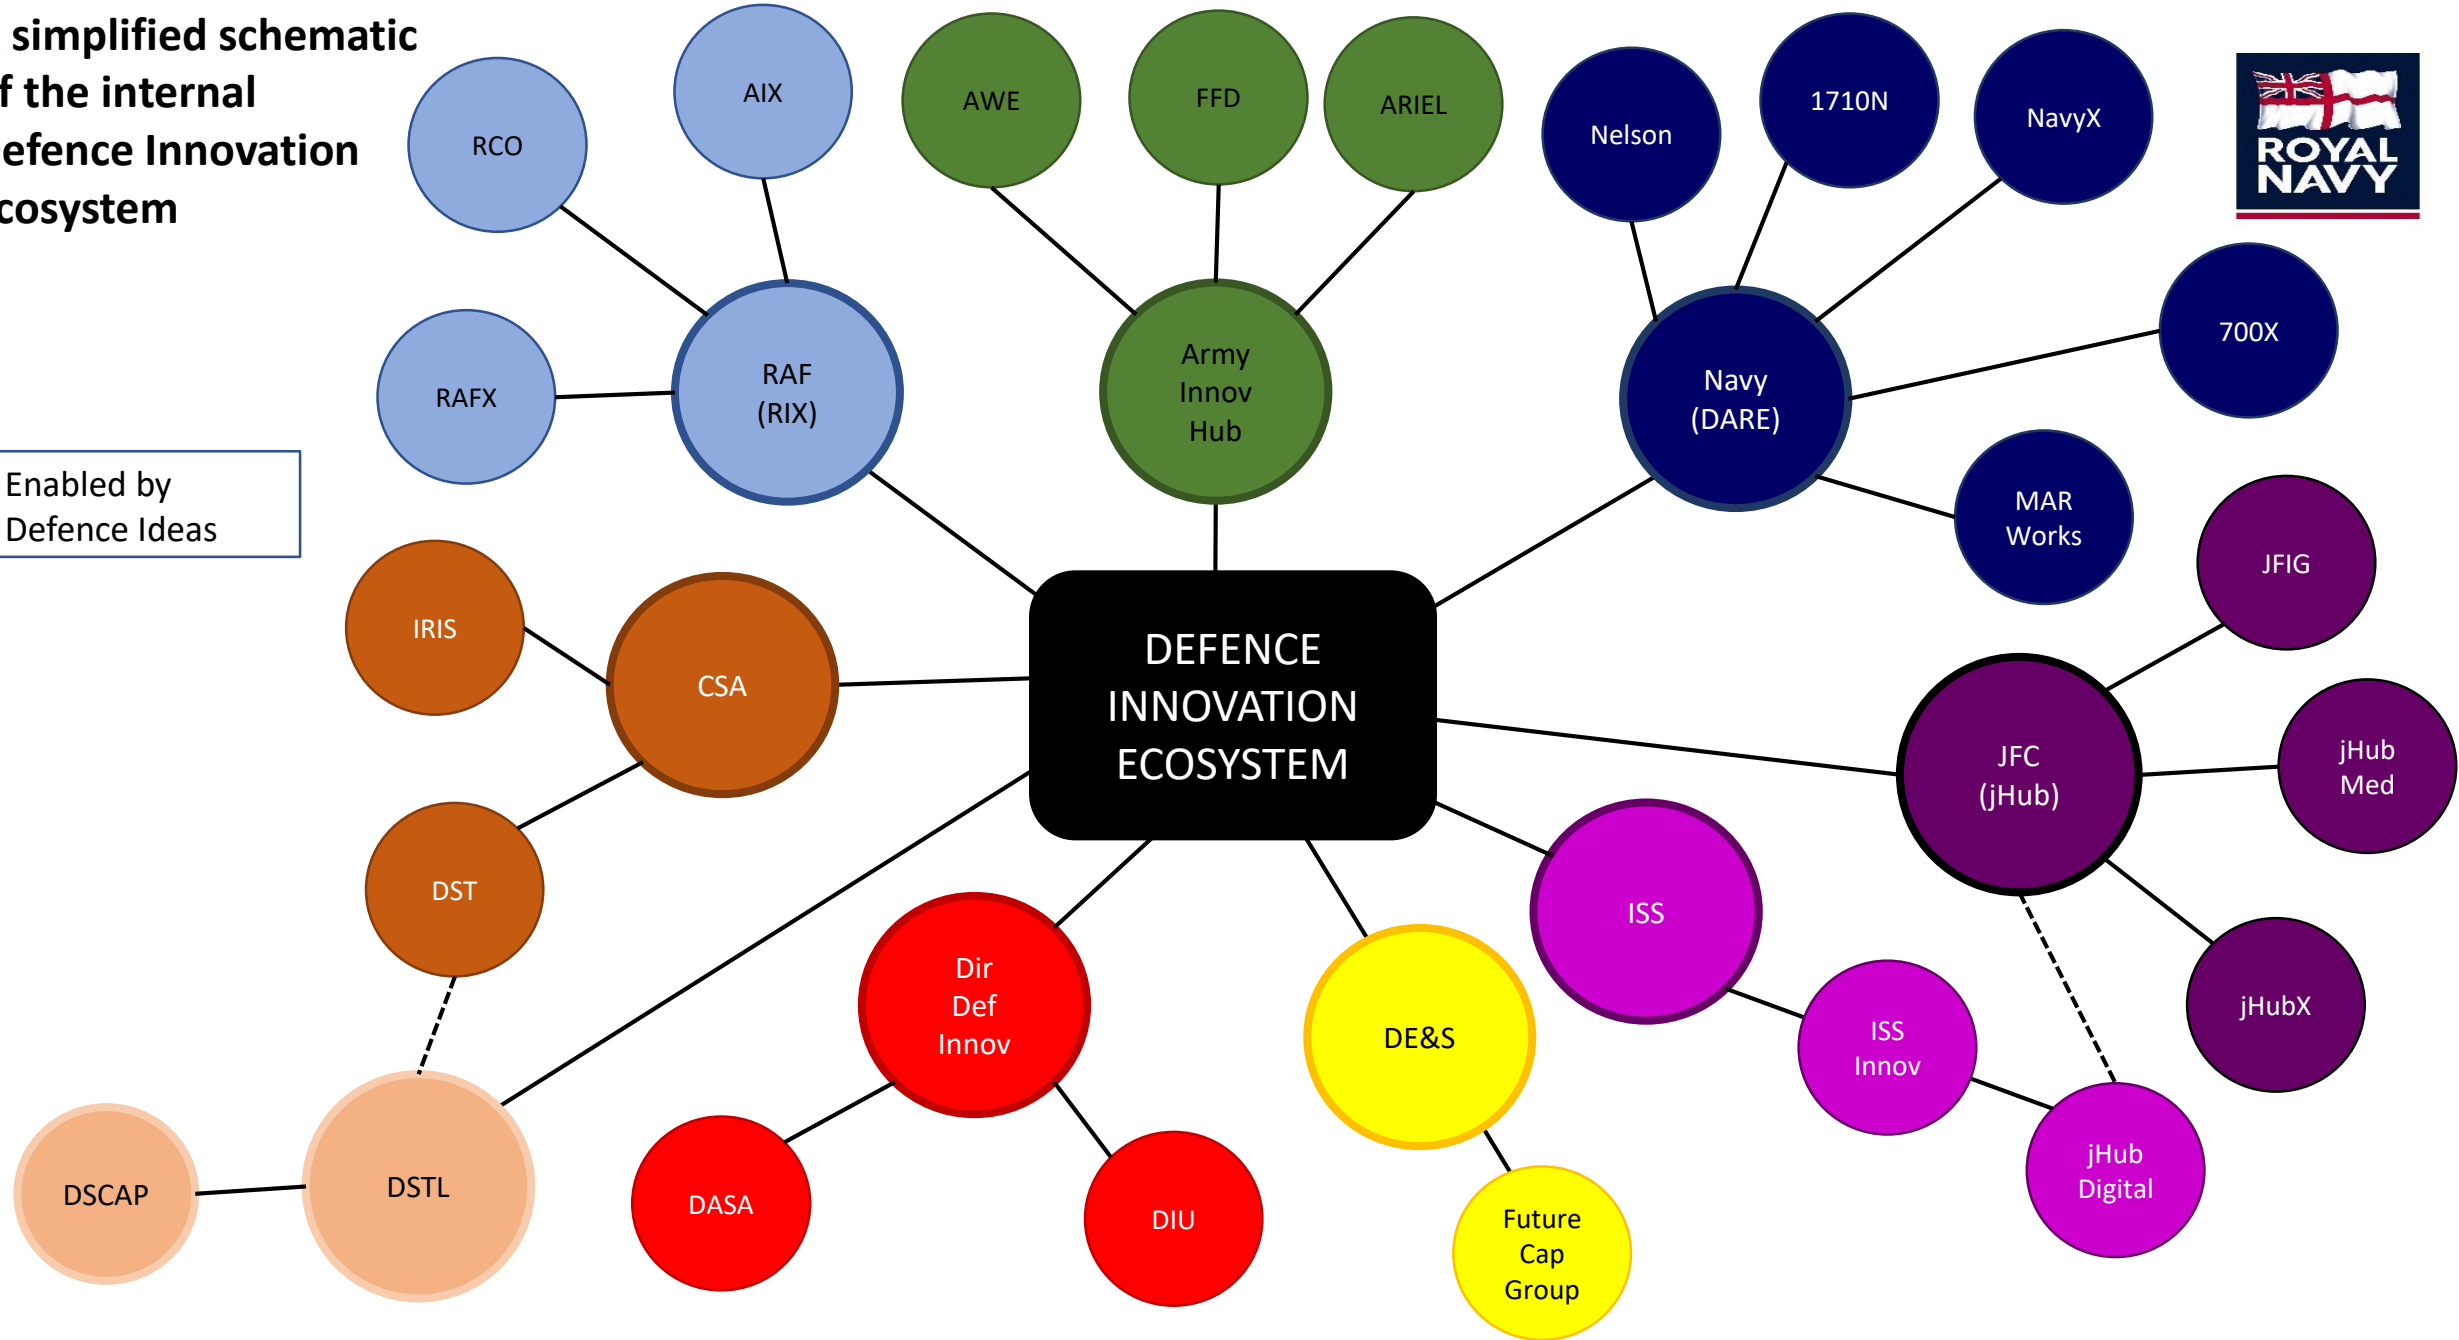 simplified schematic
f the internal
efence Innovation
cosystem
RCO
AIX
AWE
FFD
ARIEL
Nelson
1710N
NavyX
ROYAL
NAVY
700X
RAFX
RAF
(RIX)
Army
Innov
Hub
Navy
(DARE)
MAR
Works
Enabled by
Defence Ideas
JFIG
IRIS
CSA
DEFENCE
INNOVATION
ECOSYSTEM
JFC
(jHub)
jHub
Med
DST
Dir
Def
Innov
DE&S
ISS
ISS
Innov
jHubX
DSCAP
DSTL
DASA
DIU
Future
Cap
Group
jHub
Digital